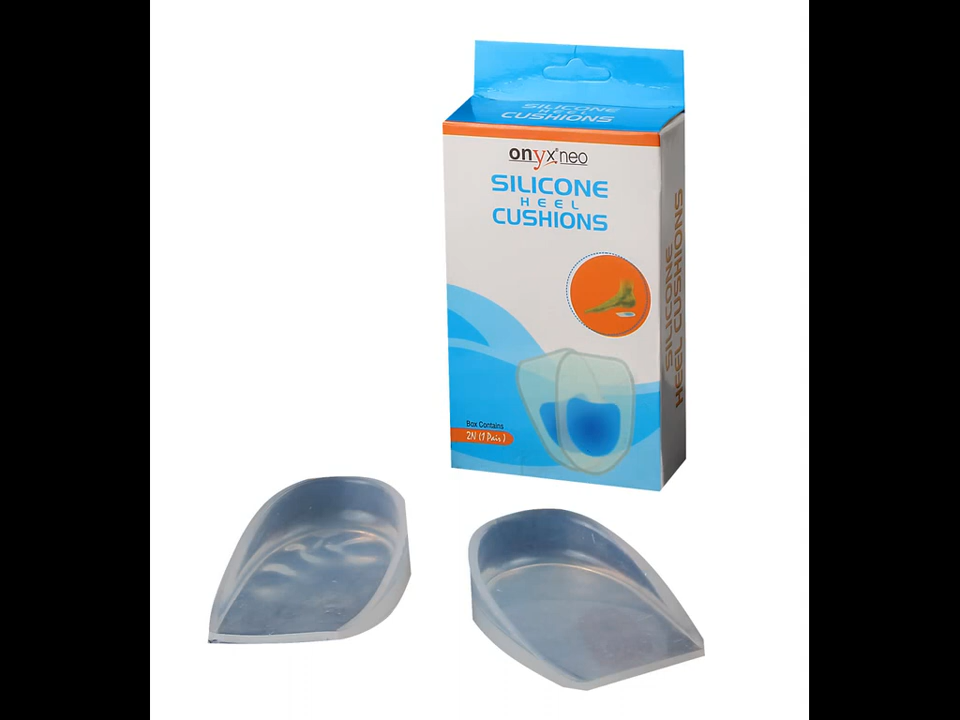 SILICONE
HEEL
CUSHIONS
onyx® neo
SILICONE
HEEL
CUSHIONS
Box Contains
2N (1 Pair)
SILICONE
HEEL CUSHIONS